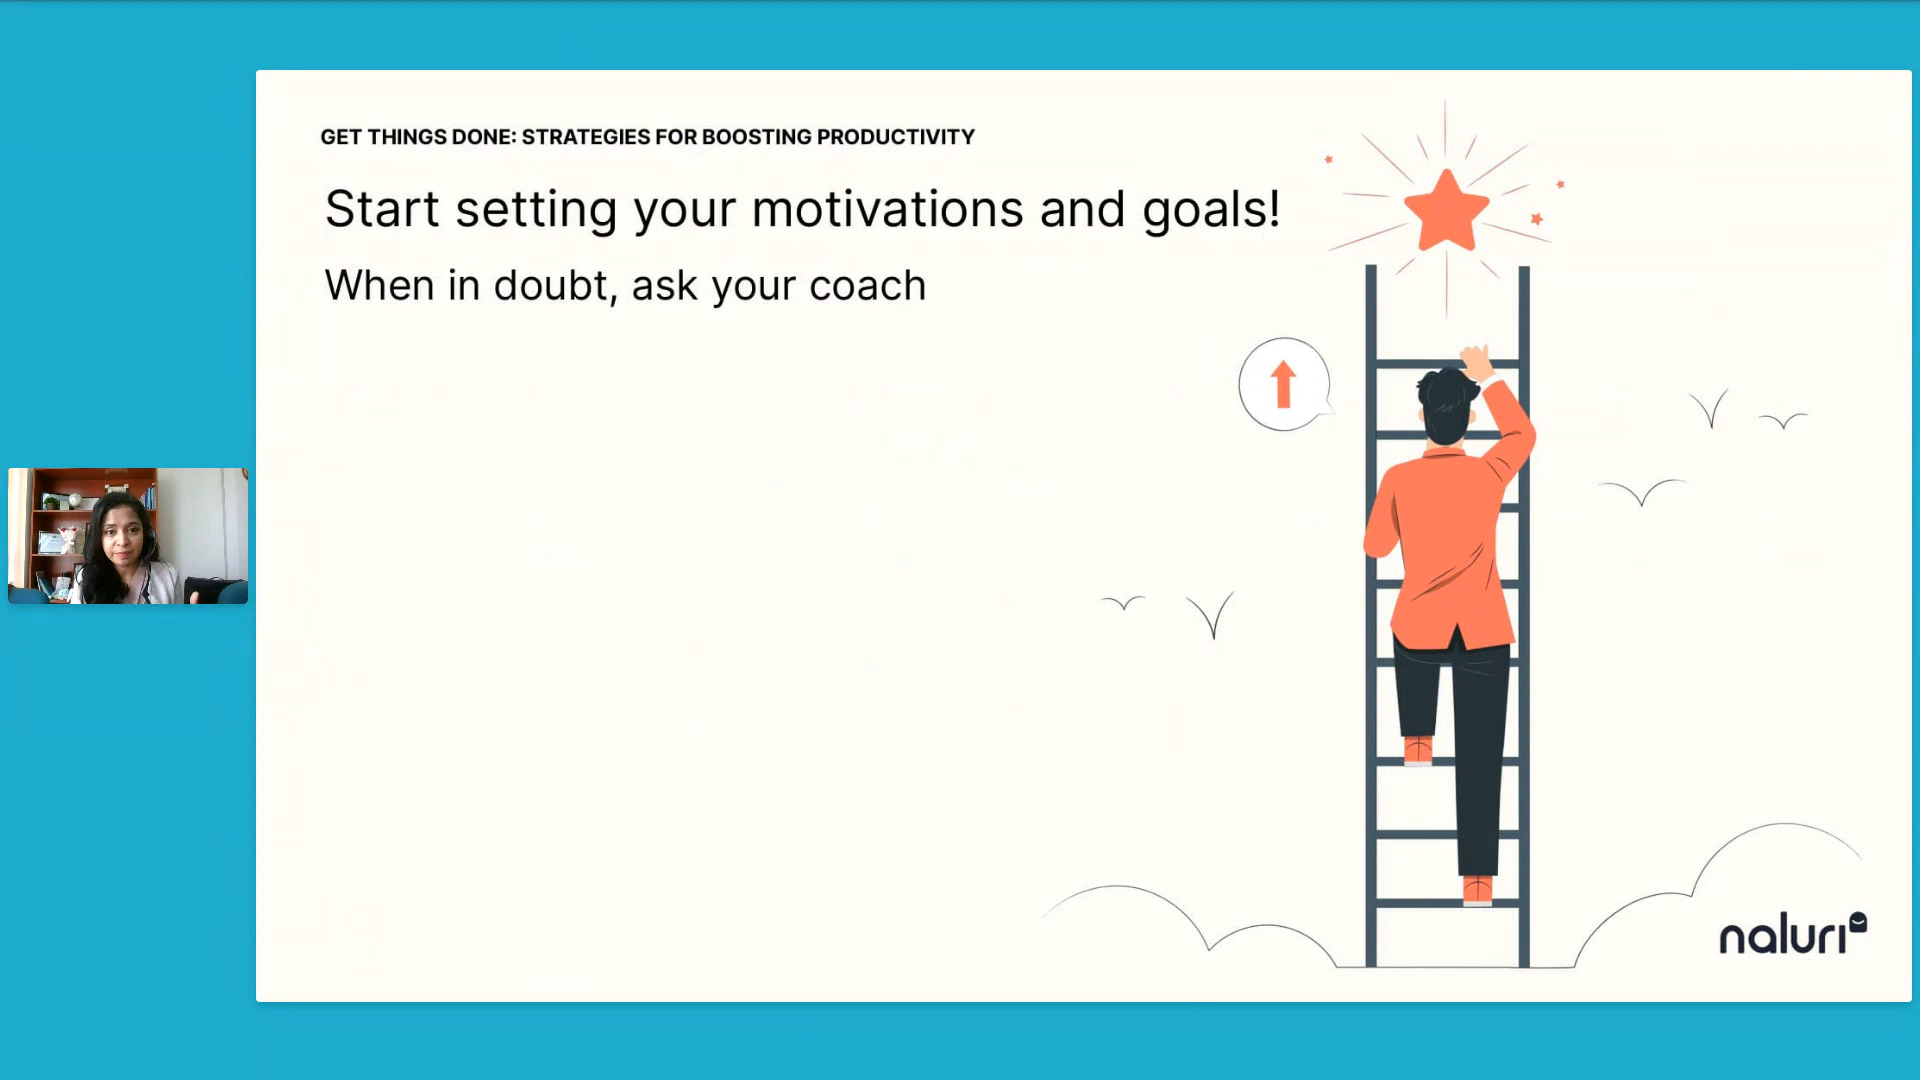 GET THINGS DONE: STRATEGIES FOR BOOSTING PRODUCTIVITY
Start setting your motivations and goals!
When in doubt, ask your coach
naluri